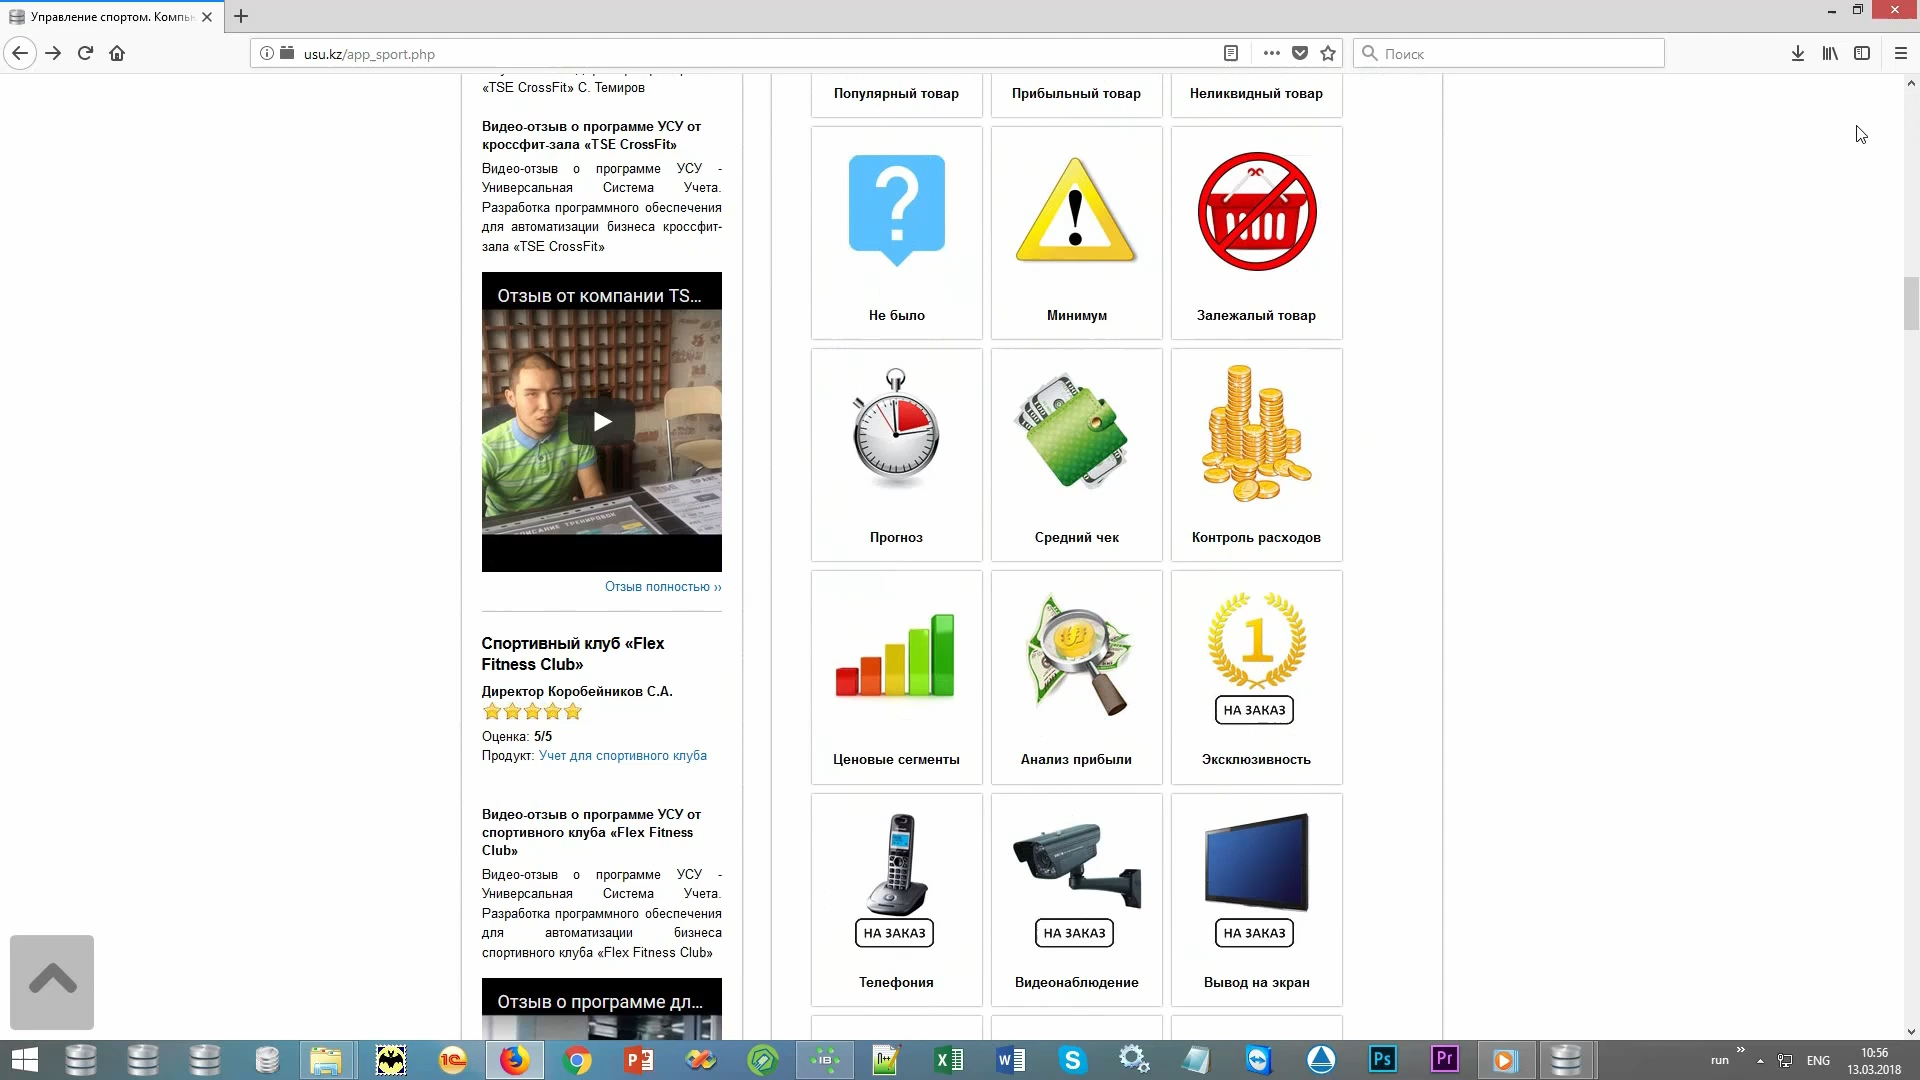 Управление спортом. Компь
usu.kz/app_sport.php
Поиск
«TSE CrossFit» С. Темиров
Видео-отзыв о программе УСУ от
кроссфит-зала «TSE CrossFit»
Видео-отзыв о программе УСУ -
Универсальная Система Учета.
Разработка программного обеспечения
для автоматизации бизнеса кроссфит-
зала «TSE CrossFit»
Отзыв от компании TS...
Отзыв полностью ››
Спортивный клуб «Flex
Fitness Club»
Директор Коробейников С.А.
Оценка: 5/5
Продукт: Учет для спортивного клуба
Видео-отзыв о программе УСУ от
спортивного клуба «Flex Fitness
Club»
Видео-отзыв о программе УСУ -
Универсальная Система Учета.
Разработка программного обеспечения
для автоматизации бизнеса
спортивного клуба «Flex Fitness Club»
Отзыв о программе дл...
Популярный товар
Прибыльный товар
Неликвидный товар
Не было
Минимум
Залежалый товар
Прогноз
Средний чек
Контроль расходов
Ценовые сегменты
Анализ прибыли
1
НА ЗАКАЗ
Эксклюзивность
НА ЗАКАЗ
НА ЗАКАЗ
НА ЗАКАЗ
Телефония
Видеонаблюдение
Вывод на экран
run
ENG
10:56
13.03.2018